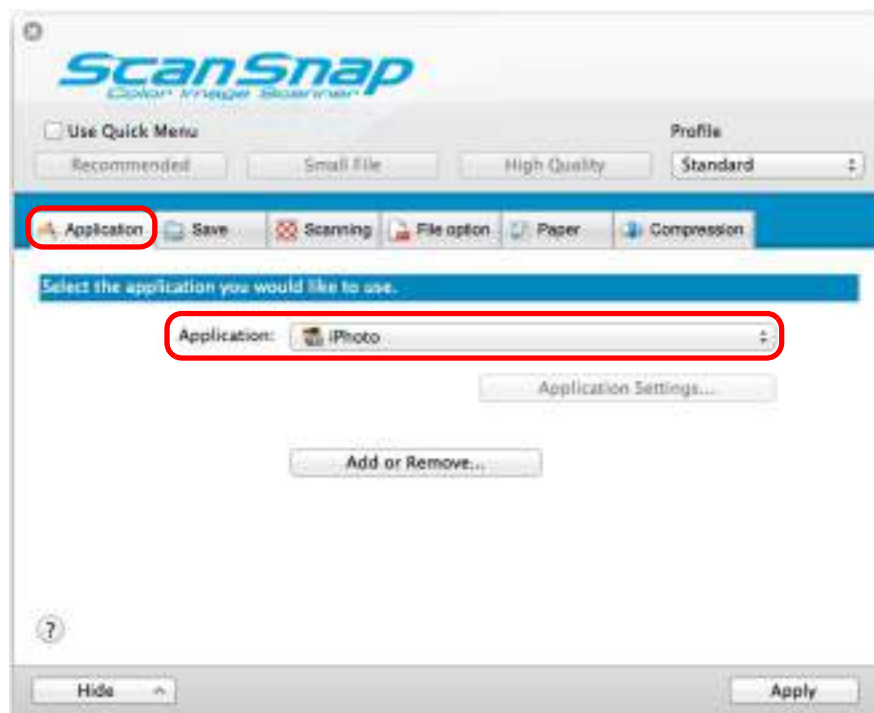 ScanSnap
Color Image Scanner
Use Quick Menu
Profile
Recommended Small File High Quality Standard
Application Save Scanning File option Paper Compression
Select the application you would like to use.
Application: iPhoto
Application Settings...
Add or Remove...
?
Hide Apply